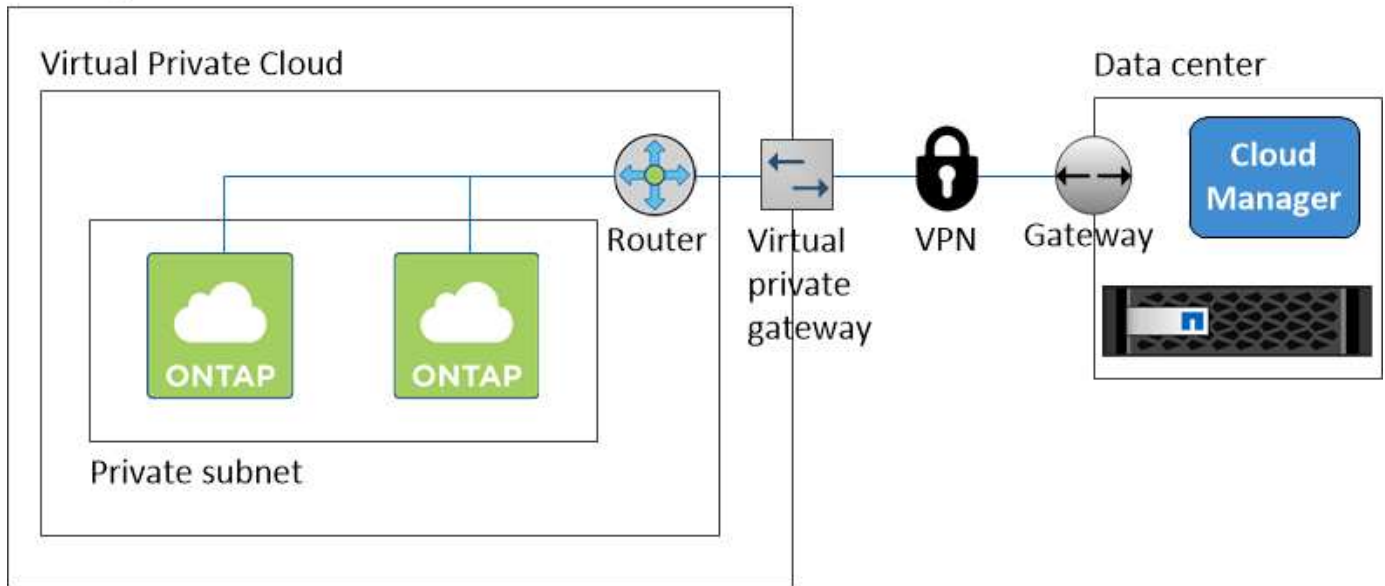 Virtual Private Cloud
Data center
Cloud
Manager
Router
Virtual
private
gateway
VPN
Gateway
ONTAP
ONTAP
Private subnet